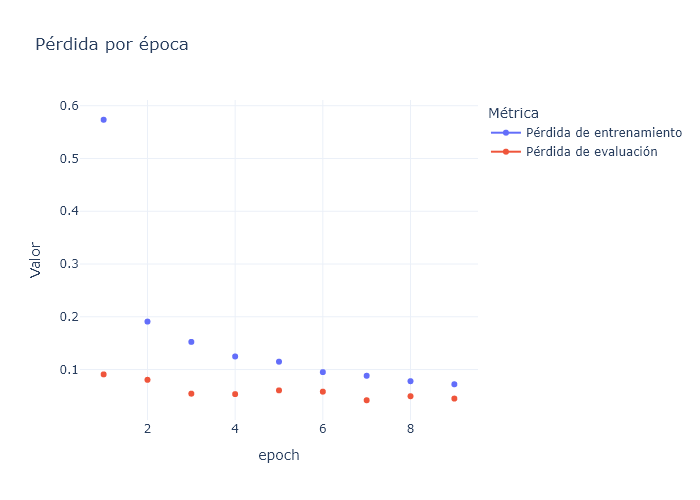 Pérdida por época
Métrica
Pérdida de entrenamiento
Pérdida de evaluación
Valor
0.6
0.5
0.4
0.3
0.2
0.1
2 4 6 8
epoch